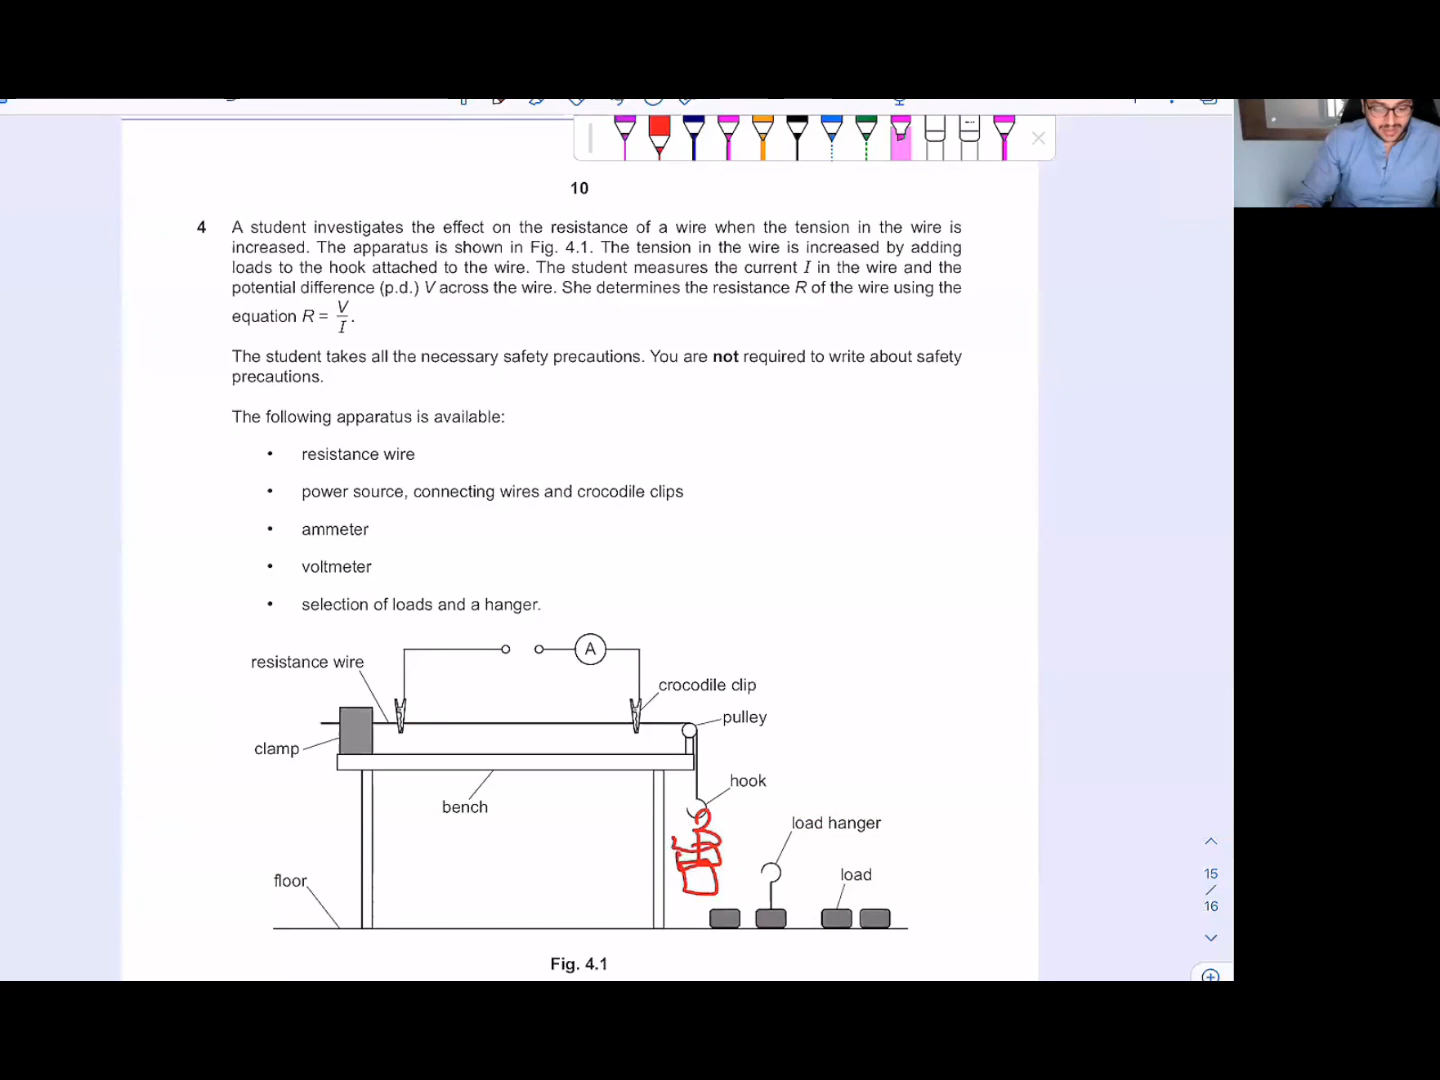 10
4 A student investigates the effect on the resistance of a wire when the tension in the wire is
increased. The apparatus is shown in Fig. 4.1. The tension in the wire is increased by adding
loads to the hook attached to the wire. The student measures the current I in the wire and the
potential difference (p.d.) V across the wire. She determines the resistance R of the wire using the
equation R = V/I.
The student takes all the necessary safety precautions. You are not required to write about safety
precautions.
The following apparatus is available:
• resistance wire
• power source, connecting wires and crocodile clips
• ammeter
• voltmeter
• selection of loads and a hanger.
A
resistance wire
crocodile clip
pulley
clamp
hook
bench
load hanger
load
floor
15
/
16
Fig. 4.1